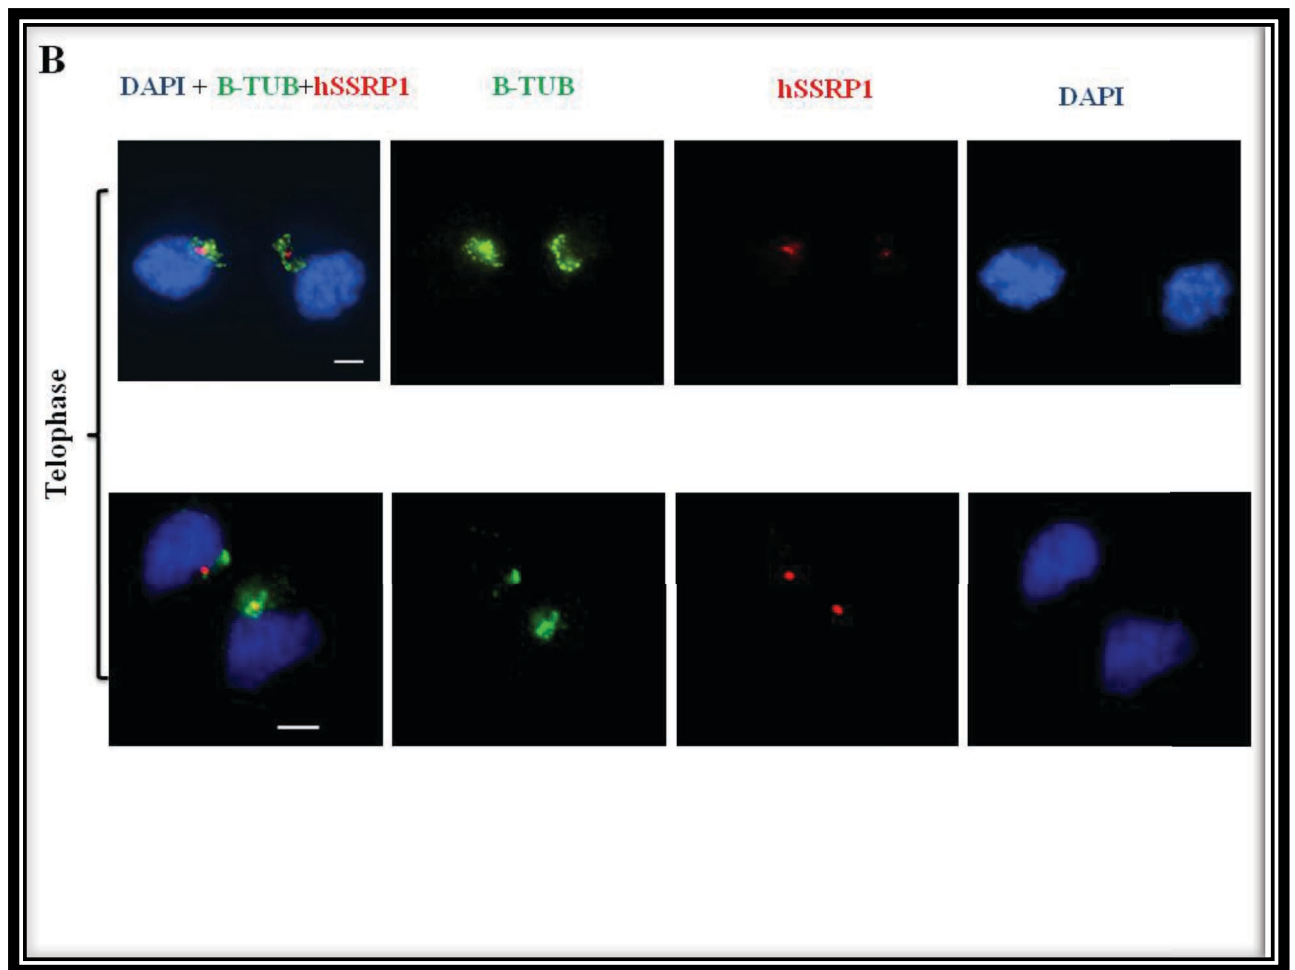 B
DAPI + B-TUB+hSSRP1
B-TUB
hSSRP1
DAPI
Telophase